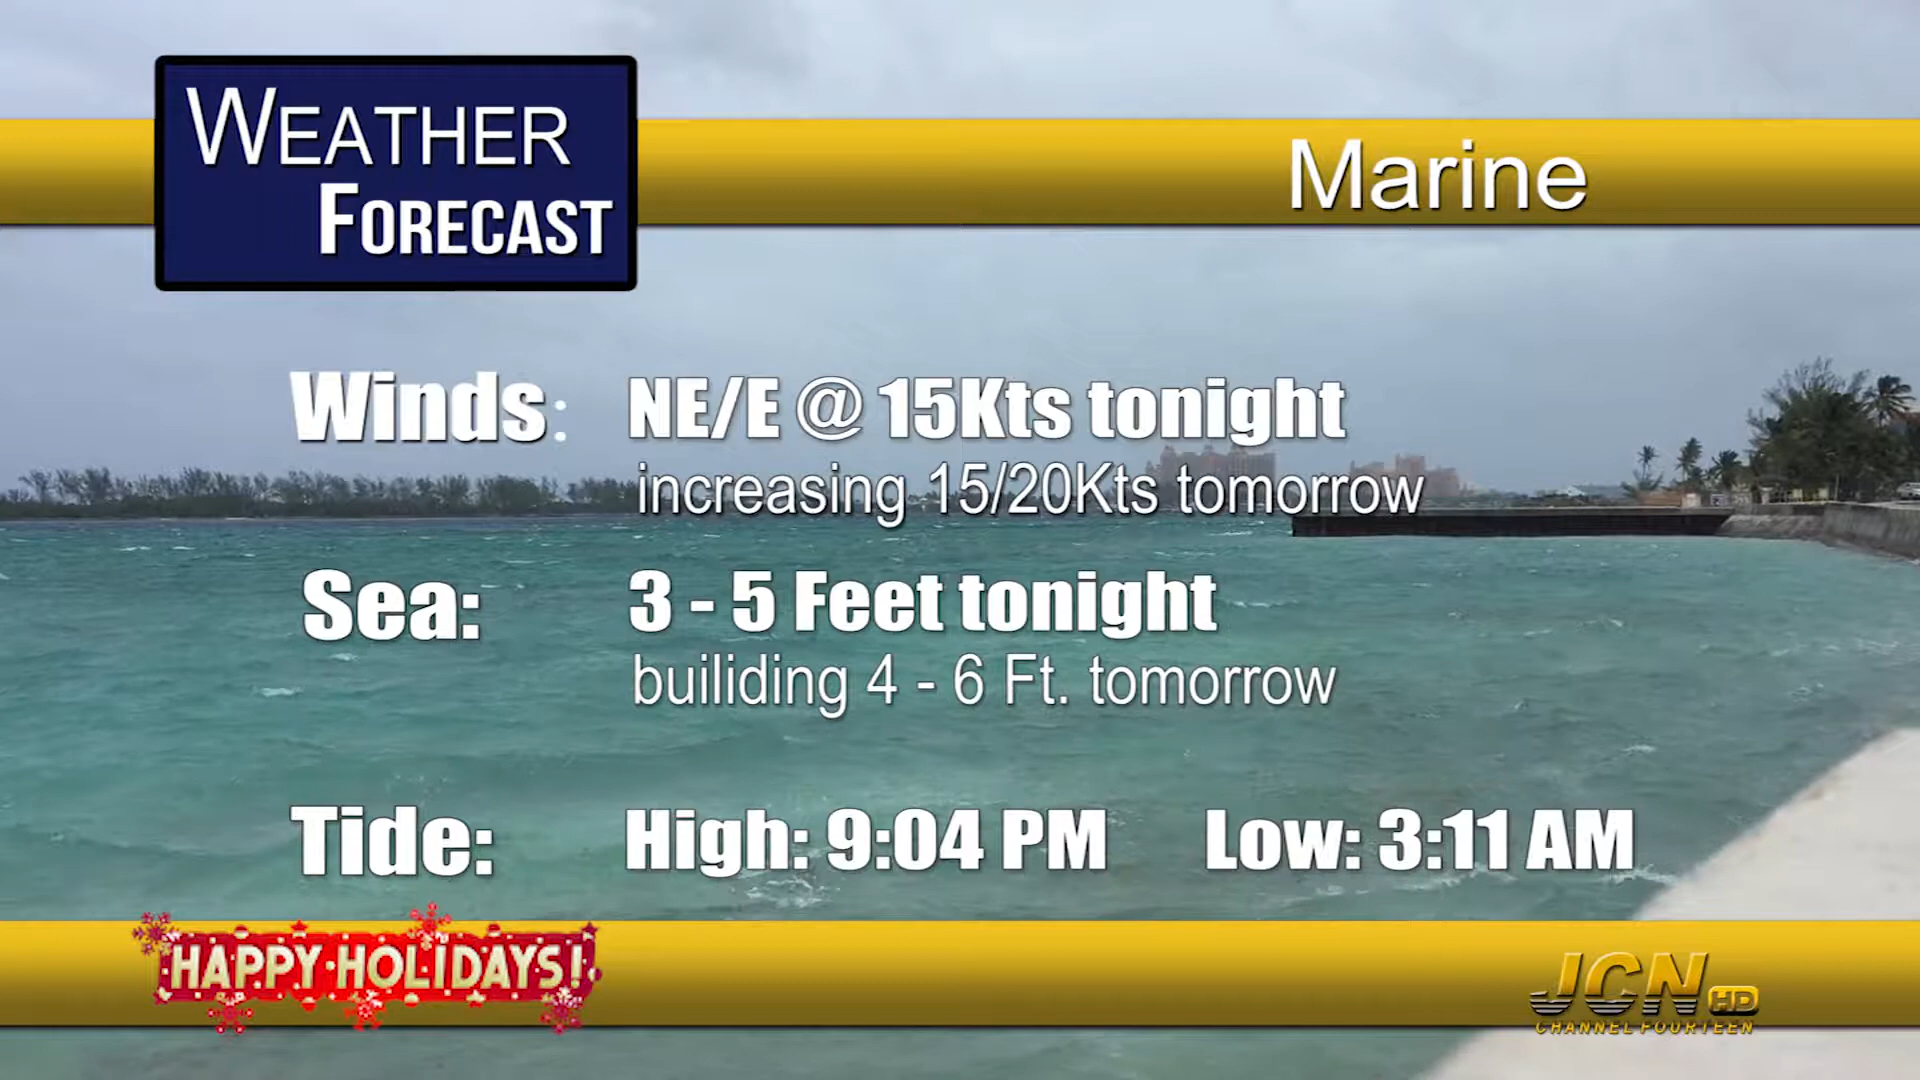 WEATHER
FORECAST
Marine
Winds: NE/E @ 15Kts tonight
increasing 15/20Kts tomorrow
Sea: 3 - 5 Feet tonight
builiding 4 - 6 Ft. tomorrow
Tide: High: 9:04 PM Low: 3:11 AM
HAPPY HOLIDAYS!
JCN HD
CHANNEL FOURTEEN